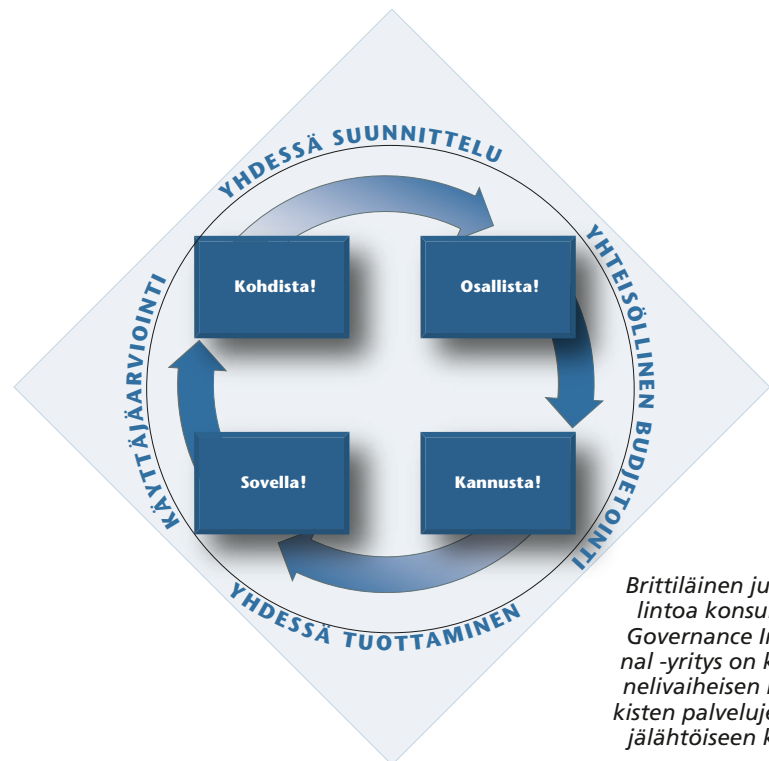 YHDESSÄ SUUNNITTELU
YHTEISÖLLINEN BUDJETOINTI
YHDESSÄ TUOTTAMINEN
KÄYTTÄJÄARVIOINTI
Kohdista!
Osallista!
Sovella!
Kannusta!
Brittiläinen ju
lintoa konsu
Governance In
nal -yritys on k
nelivaiheisen
kisten palveluje
jälähtöiseen k